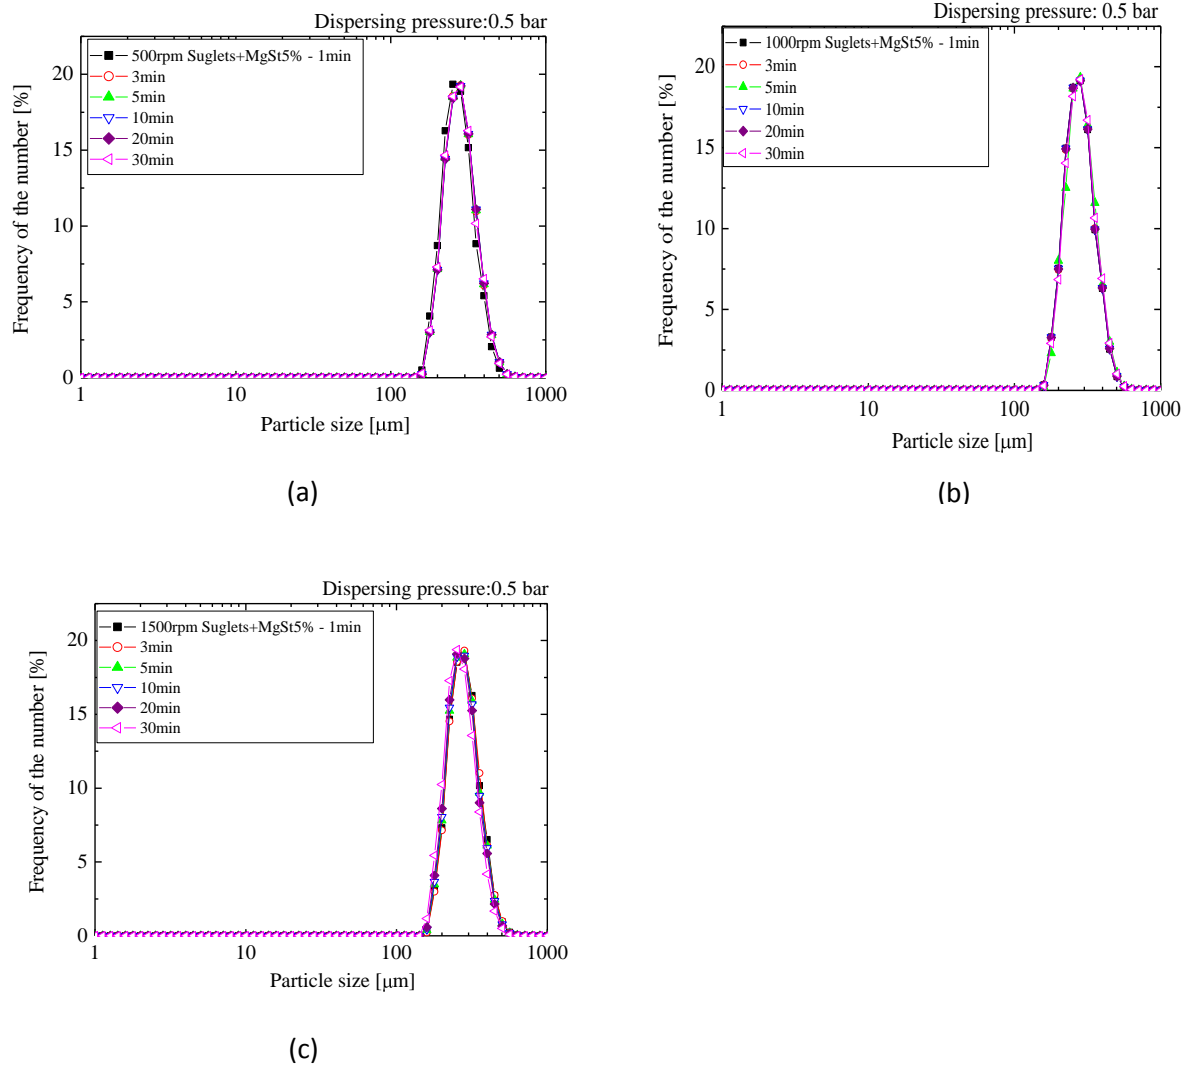 Dispersing pressure:0.5 bar
500rpm Suglets+MgSt5% - 1min
3min
5min
10min
20min
30min
20
15
10
5
0
Frequency of the number [%]
1 10 100 1000
Particle size [μm]
(a)
Dispersing pressure: 0.5 bar
1000rpm Suglets+MgSt5% - 1min
3min
5min
10min
20min
30min
20
15
10
5
0
Frequency of the number [%]
1 10 100 1000
Particle size [μm]
(b)
Dispersing pressure:0.5 bar
1500rpm Suglets+MgSt5% - 1min
3min
5min
10min
20min
30min
20
15
10
5
0
Frequency of the number [%]
1 10 100 1000
Particle size [μm]
(c)